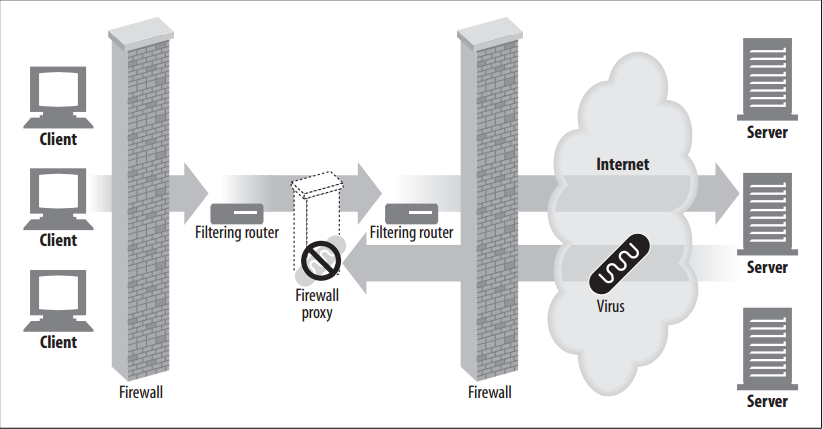 Client
Client
Client
Firewall
Filtering router
Firewall
proxy
Filtering router
Firewall
Internet
Virus
Server
Server
Server